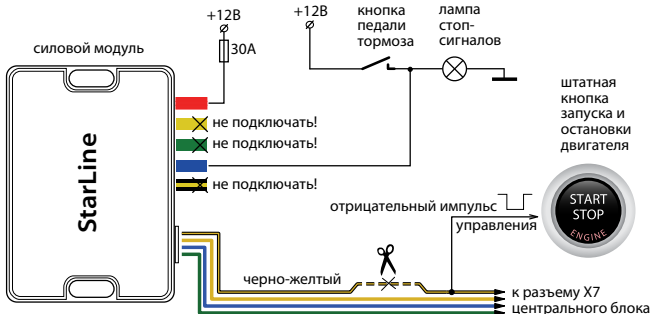 +12В
+12В
кнопка
педали
тормоза
лампа
стоп-
сигналов
силовой модуль
30А
штатная
кнопка
запуска и
остановки
двигателя
не подключать!
не подключать!
не подключать!
StarLine
START
STOP
ENGINE
отрицательный импульс
управления
черно-желтый
к разъему X7
центрального блока